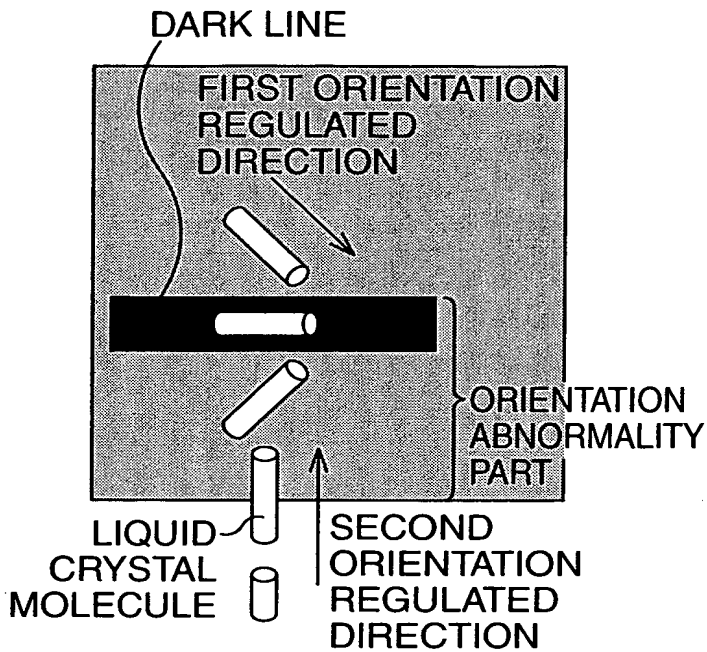 DARK LINE
FIRST ORIENTATION
REGULATED
DIRECTION
ORIENTATION
ABNORMALITY
PART
LIQUID
CRYSTAL
MOLECULE
SECOND
ORIENTATION
REGULATED
DIRECTION